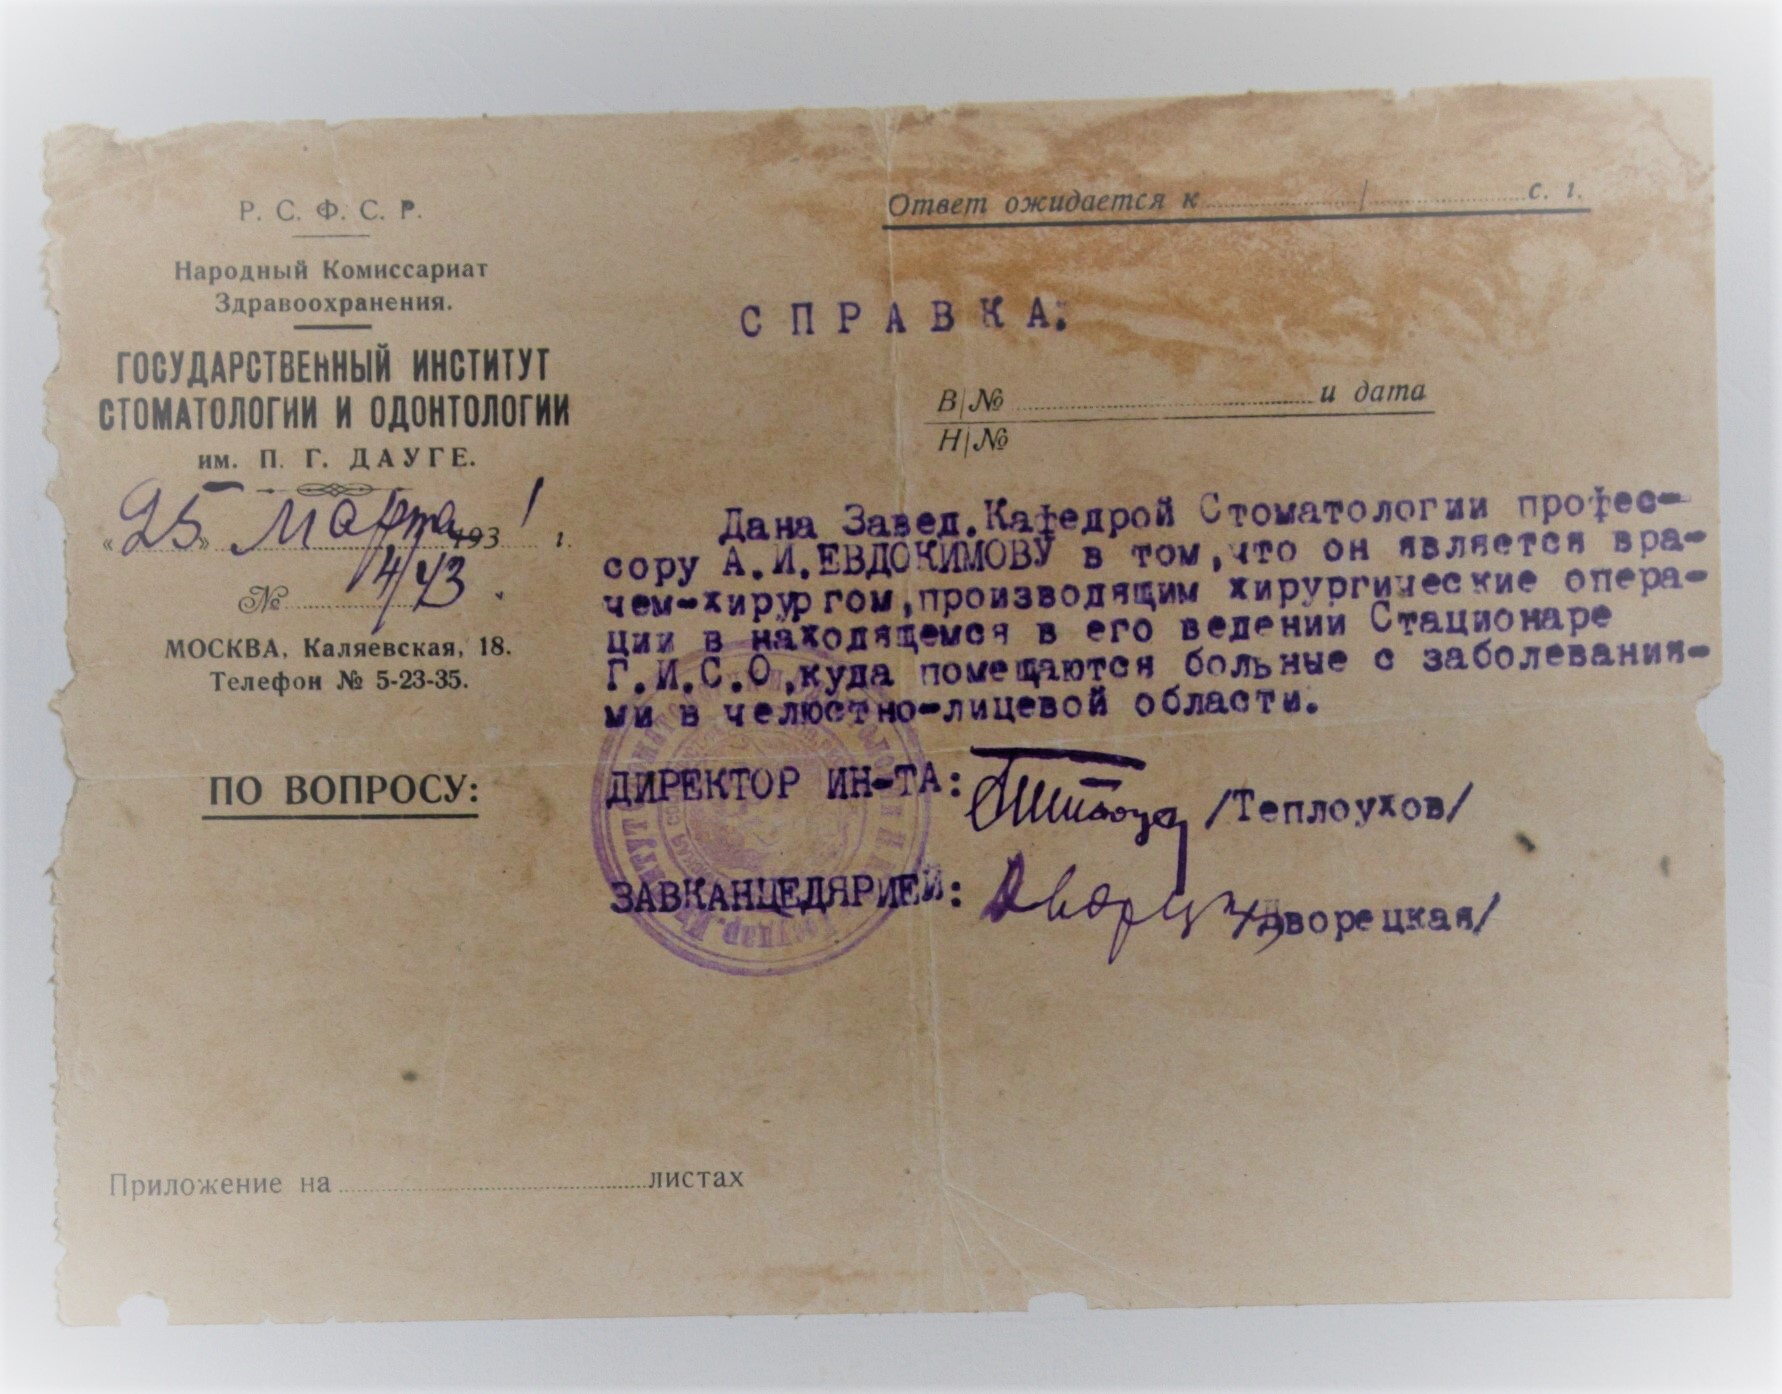 Р. С. Ф. С. Р.
Народный Комиссариат
Здравоохранения.
ГОСУДАРСТВЕННЫЙ ИНСТИТУТ
СТОМАТОЛОГИИ И ОДОНТОЛОГИИ
им. П. Г. ДАУГЕ.
«25» Марта 1931 г.
№ 14/43
МОСКВА, Каляевская, 18.
Телефон № 5-23-35.
ПО ВОПРОСУ:
Ответ ожидается к / с. г.
СПРАВКА:
В/№ и дата
Н/№
Дана Завед.Кафедрой Стоматологии профес-
сору А.И.ЕВДОКИМОВУ в том,что он является вра-
чем-хирургом,производящим хирургические опера-
ции в находящемся в его ведении Стационаре
Г.И.С.О,куда помещаются больные с заболевания-
ми в челюстно-лицевой области.
ДИРЕКТОР ИН-ТА: /Теплоухов/
ЗАВКАНЦЕДЯРИЕЙ: /Дворецкая/
Приложение на листах